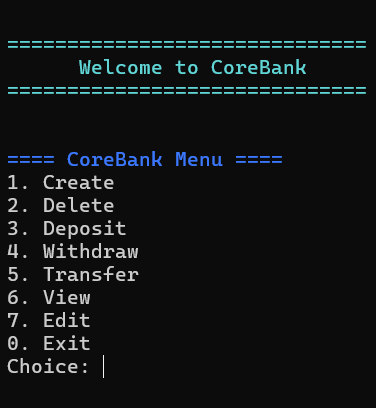 ==============================
Welcome to CoreBank
==============================
==== CoreBank Menu ====
1. Create
2. Delete
3. Deposit
4. Withdraw
5. Transfer
6. View
7. Edit
0. Exit
Choice: